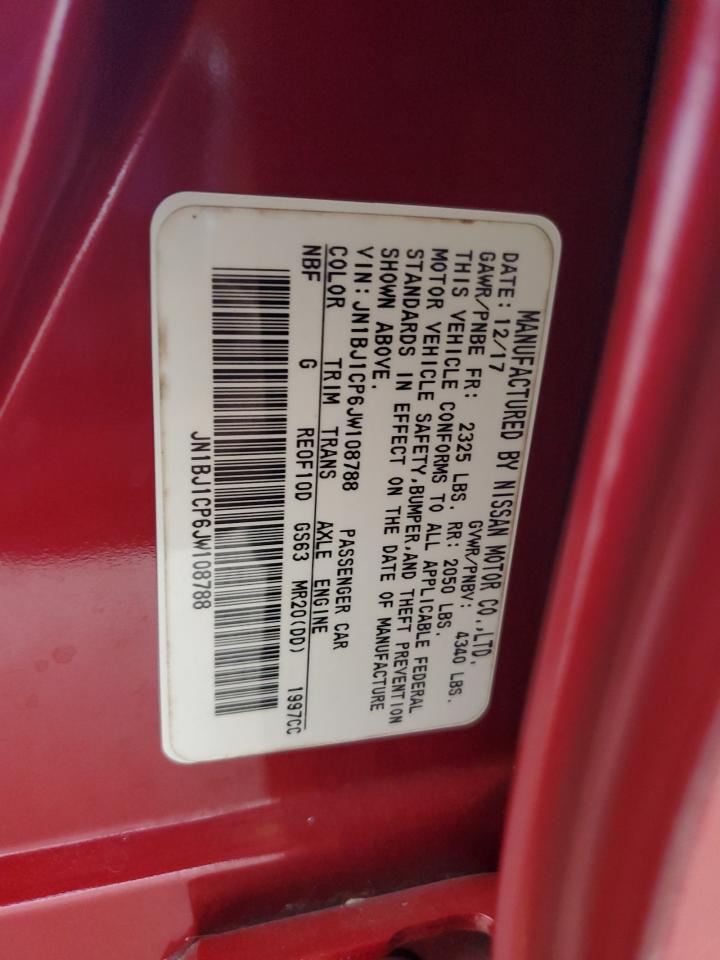 MANUFACTURED BY NISSAN MOTOR CO.,LTD.
DATE: 12/17 GVWR/PNBV: 4340 LBS.
GAWR/PNBE FR: 2325 LBS. RR: 2050 LBS.
THIS VEHICLE CONFORMS TO ALL APPLICABLE FEDERAL
MOTOR VEHICLE SAFETY,BUMPER,AND THEFT PREVENTION
STANDARDS IN EFFECT ON THE DATE OF MANUFACTURE
SHOWN ABOVE.
VIN:JN1BJ1CP6JW108788 PASSENGER CAR
COLOR TRIM TRANS AXLE ENGINE
NBF G RE0F10D GS63 MR20(DD) 1997CC
JN1BJ1CP6JW108788